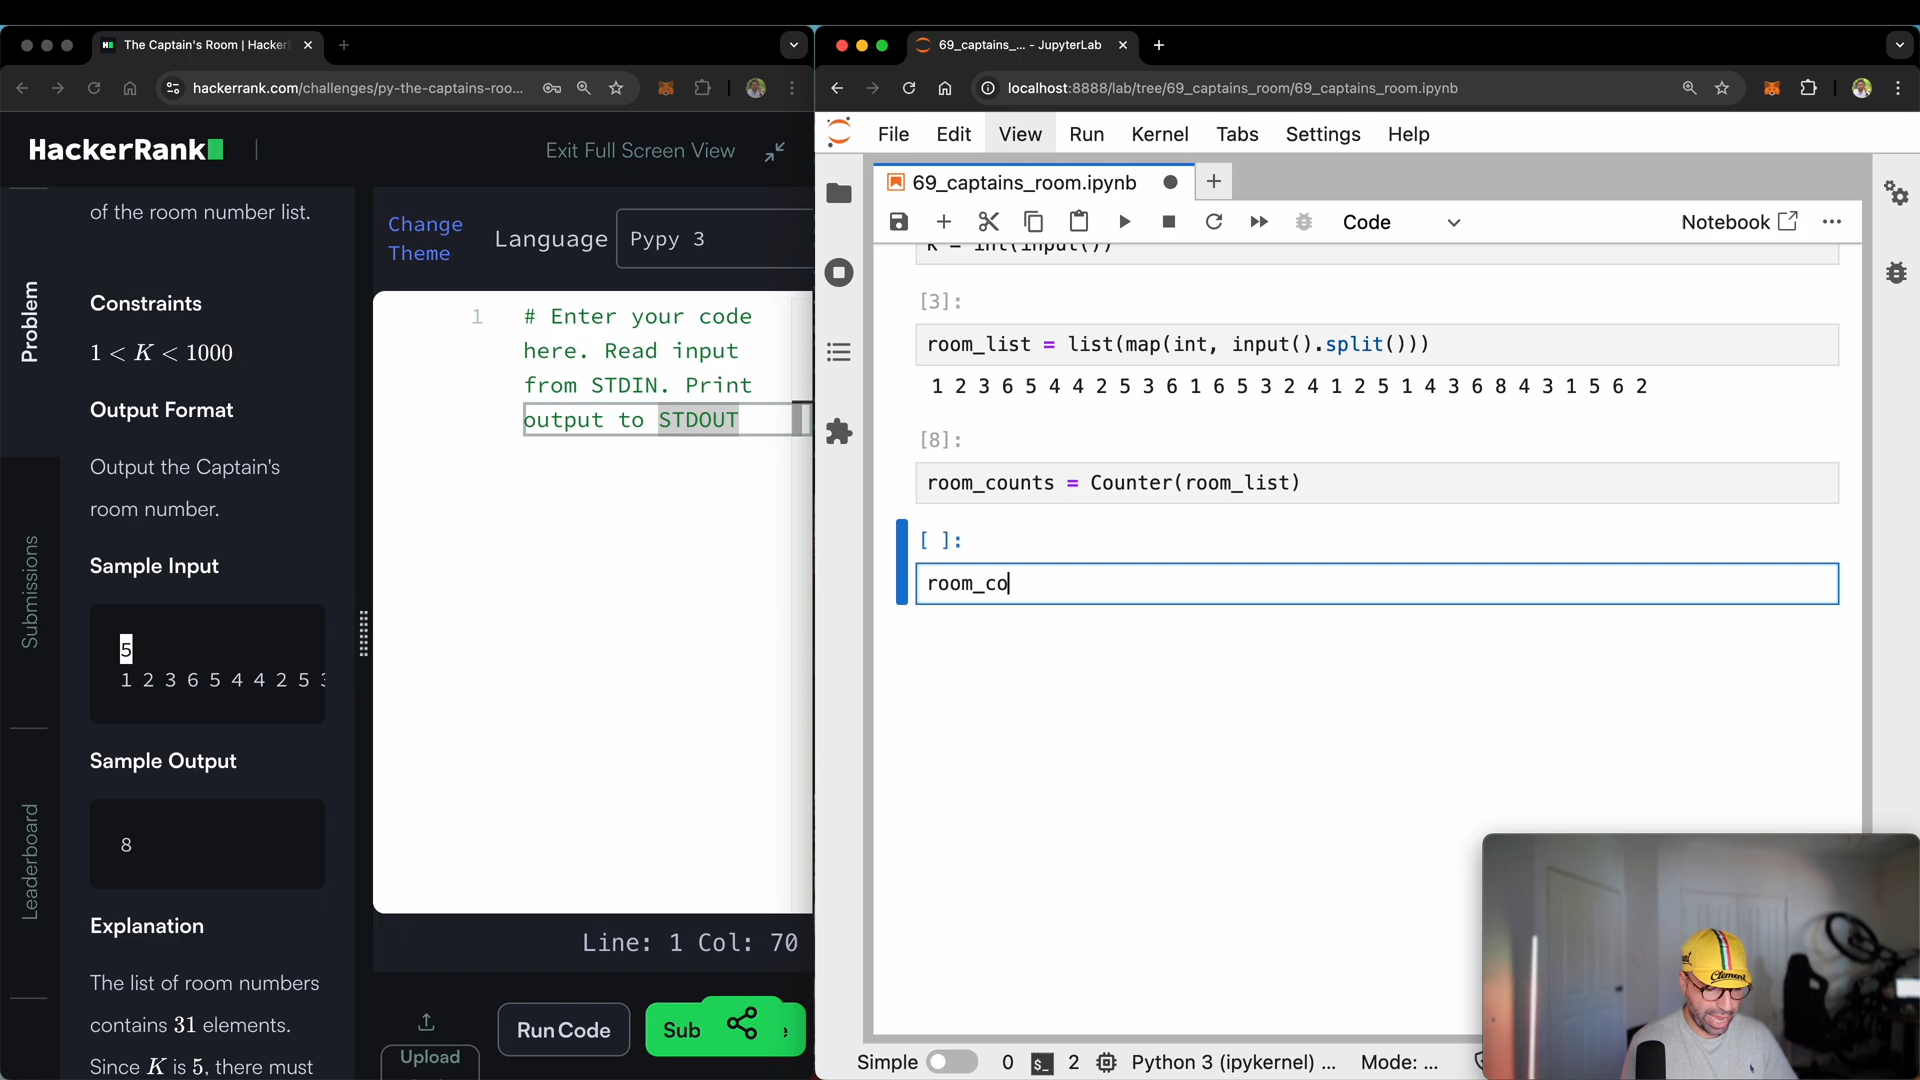 The Captain's Room | Hacker
hackerrank.com/challenges/py-the-captains-roo...
HackerRank
Exit Full Screen View
Problem
Submissions
Leaderboard
of the room number list.
Constraints
1 < K < 1000
Output Format
Output the Captain's
room number.
Sample Input
5
1 2 3 6 5 4 4 2 5 3
Sample Output
8
Explanation
The list of room numbers
contains 31 elements.
Since K is 5, there must
Change
Theme
Language
Pypy 3
1
# Enter your code
here. Read input
from STDIN. Print
output to STDOUT
Line: 1 Col: 70
Upload
Run Code
Sub
69_captains_... - JupyterLab
localhost:8888/lab/tree/69_captains_room/69_captains_room.ipynb
File Edit View Run Kernel Tabs Settings Help
69_captains_room.ipynb
Code
Notebook
K = int(input())
[3]:
room_list = list(map(int, input().split()))
1 2 3 6 5 4 4 2 5 3 6 1 6 5 3 2 4 1 2 5 1 4 3 6 8 4 3 1 5 6 2
[8]:
room_counts = Counter(room_list)
[ ]:
room_co
Simple 0 $_ 2 Python 3 (ipykernel) ... Mode: ...
Clement